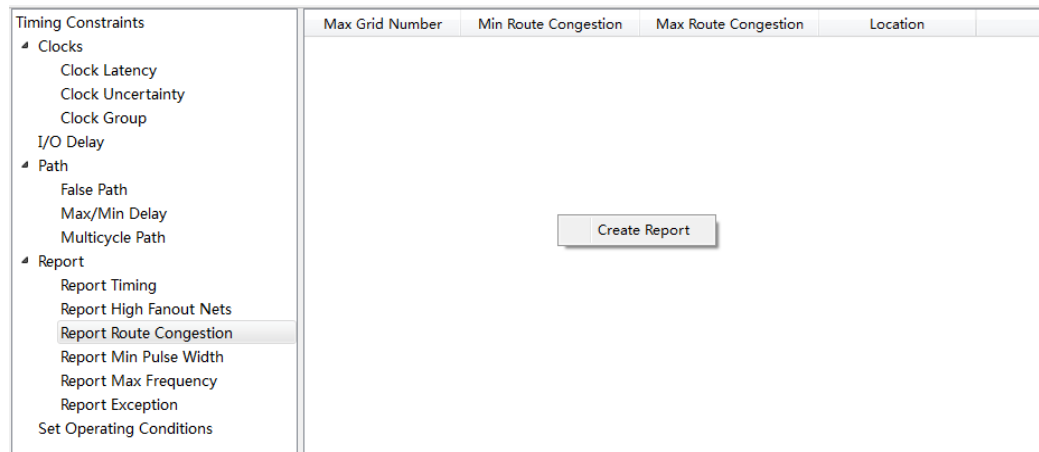 Timing Constraints
Clocks
Clock Latency
Clock Uncertainty
Clock Group
I/O Delay
Path
False Path
Max/Min Delay
Multicycle Path
Report
Report Timing
Report High Fanout Nets
Report Route Congestion
Report Min Pulse Width
Report Max Frequency
Report Exception
Set Operating Conditions
Max Grid Number Min Route Congestion Max Route Congestion Location
Create Report